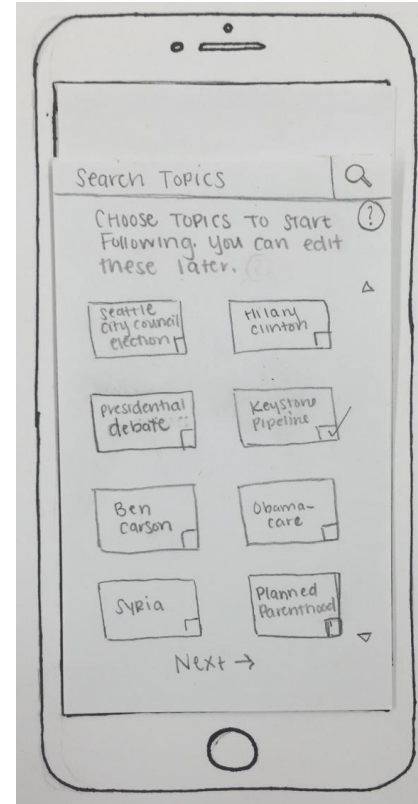 Search TOPICS
CHOOSE TOPICS TO START
Following. You can edit
these later. ?
seattle
city council
election
Hilary
clinton
presidential
debate
Keystone
Pipeline
Ben
carson
Obama-
care
Syria
Planned
Parenthood
Next →